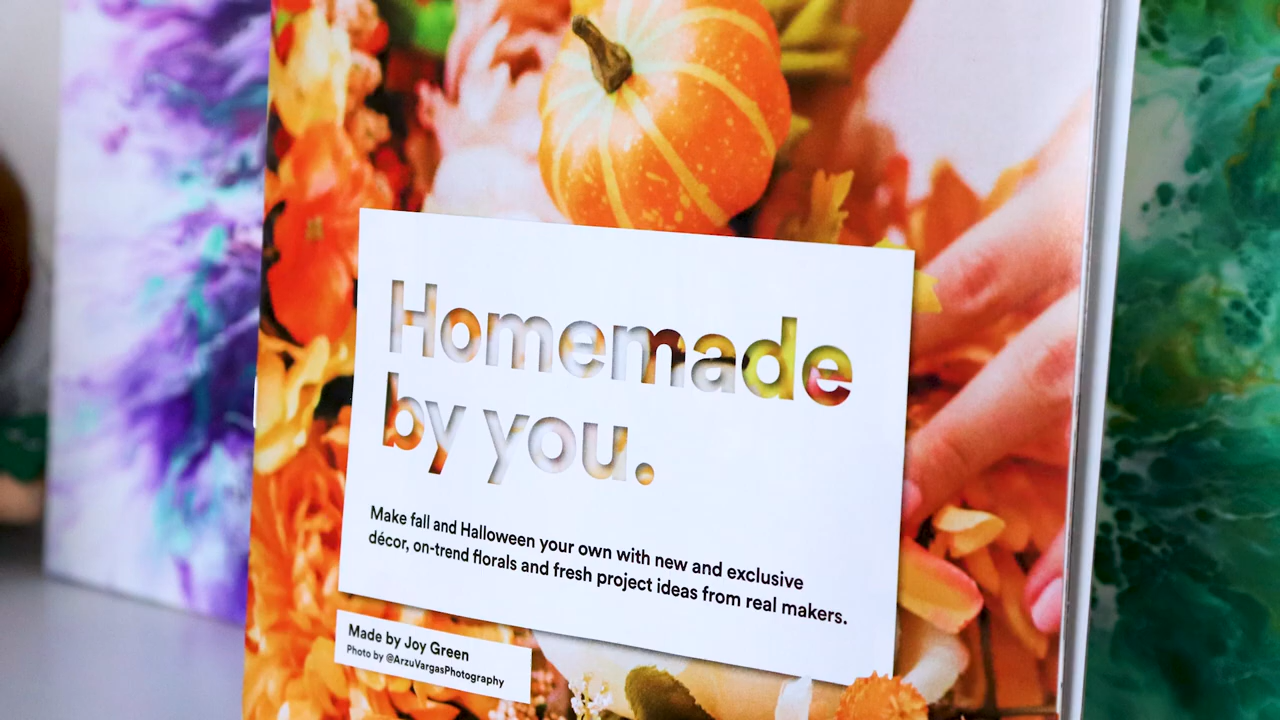 Homemade
by you.
Make fall and Halloween your own with new and exclusive
décor, on-trend florals and fresh project ideas from real makers.
Made by Joy Green
Photo by @ArzuVargasPhotography